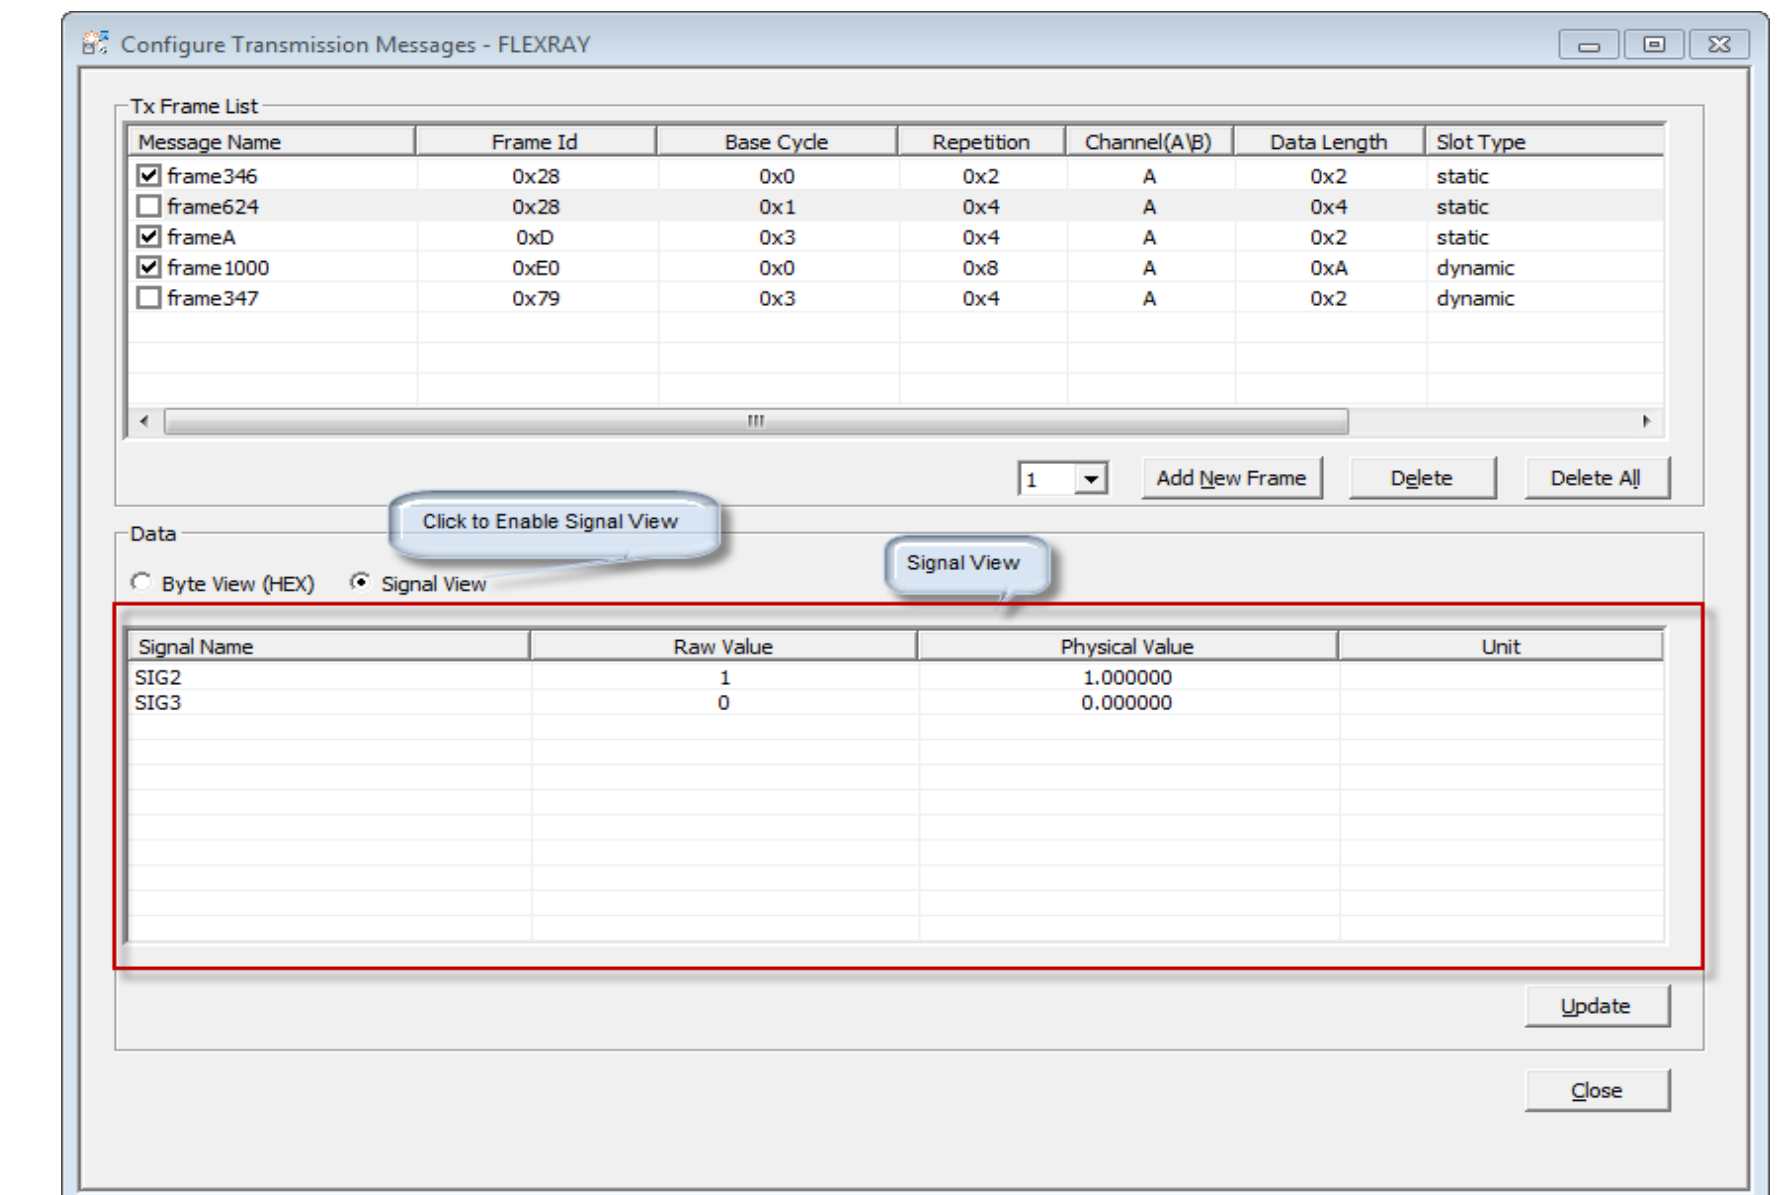 Configure Transmission Messages - FLEXRAY
Tx Frame List
Message Name Frame Id Base Cycle Repetition Channel(A\B) Data Length Slot Type
frame346 0x28 0x0 0x2 A 0x2 static
frame624 0x28 0x1 0x4 A 0x4 static
frameA 0xD 0x3 0x4 A 0x2 static
frame1000 0xE0 0x0 0x8 A 0xA dynamic
frame347 0x79 0x3 0x4 A 0x2 dynamic
1 Add New Frame Delete Delete All
Click to Enable Signal View
Data
Signal View
Byte View (HEX) Signal View
Signal Name Raw Value Physical Value Unit
SIG2 1 1.000000
SIG3 0 0.000000
Update
Close